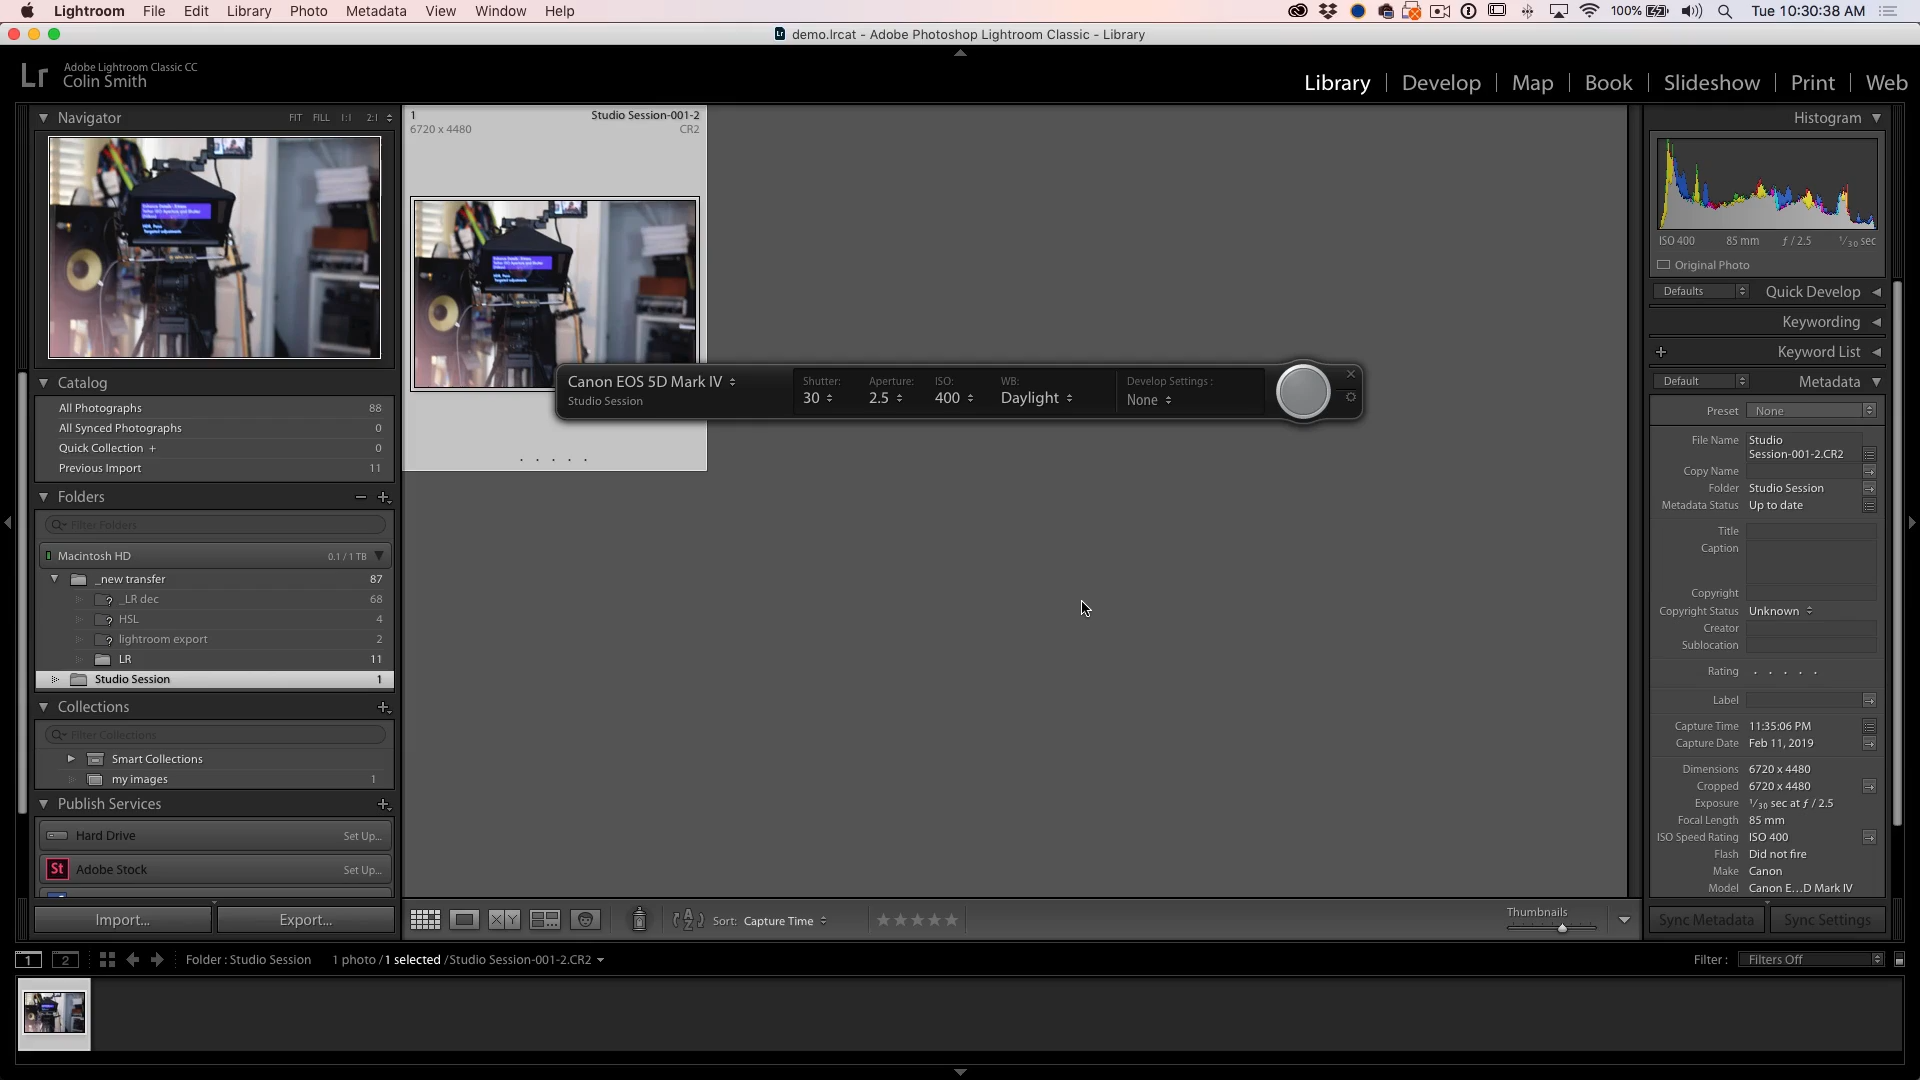 Lightroom File Edit Library Photo Metadata View Window Help 100% Tue 10:30:38 AM
demo.lrcat - Adobe Photoshop Lightroom Classic - Library
Lr Adobe Lightroom Classic CC
Colin Smith
Library | Develop | Map | Book | Slideshow | Print | Web
Navigator FIT FILL 1:1 2:1
Catalog
All Photographs 88
All Synced Photographs 0
Quick Collection + 0
Previous Import 11
Folders
Filter Folders
Macintosh HD 0.1 / 1 TB
_new transfer 87
_LR dec 68
HSL 4
lightroom export 2
LR 11
Studio Session 1
Collections
Filter Collections
Smart Collections
my images 1
Publish Services
Hard Drive Set Up...
St Adobe Stock Set Up...
Import... Export...
1 Studio Session-001-2
6720 x 4480 CR2
Canon EOS 5D Mark IV
Studio Session
Shutter: Aperture: ISO: WB: Develop Settings :
30 2.5 400 Daylight None
Sort: Capture Time
Thumbnails
Histogram
ISO 400 85 mm ƒ / 2.5 1/30 sec
Original Photo
Defaults Quick Develop
Keywording
Keyword List
Default Metadata
Preset None
File Name Studio
Session-001-2.CR2
Copy Name
Folder Studio Session
Metadata Status Up to date
Title
Caption
Copyright
Copyright Status Unknown
Creator
Sublocation
Rating
Label
Capture Time 11:35:06 PM
Capture Date Feb 11, 2019
Dimensions 6720 x 4480
Cropped 6720 x 4480
Exposure 1/30 sec at ƒ / 2.5
Focal Length 85 mm
ISO Speed Rating ISO 400
Flash Did not fire
Make Canon
Model Canon E...D Mark IV
Sync Metadata Sync Settings
1 2 Folder : Studio Session 1 photo / 1 selected / Studio Session-001-2.CR2 Filter : Filters Off